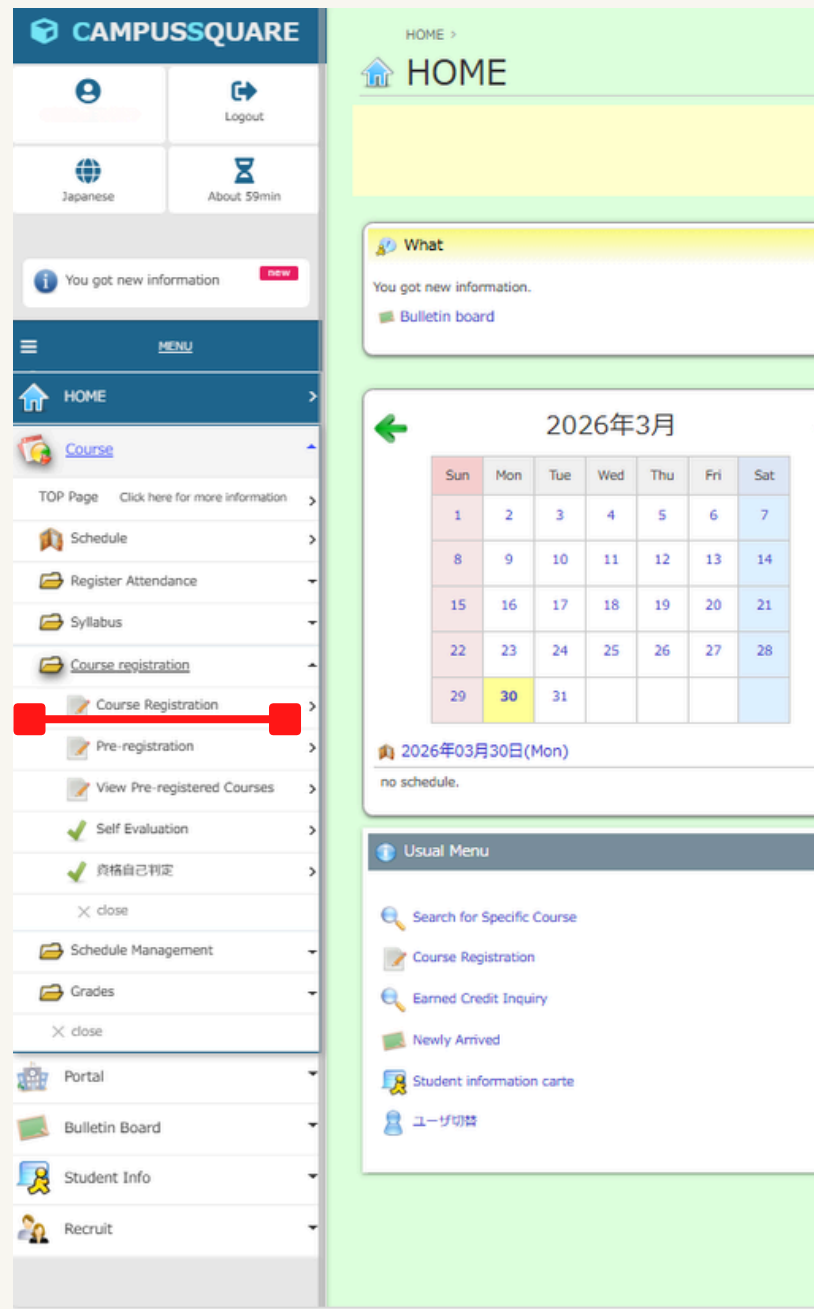 CAMPUSSQUARE
Logout
Japanese
About 59min
You got new information
new
MENU
HOME
Course
TOP Page Click here for more information
Schedule
Register Attendance
Syllabus
Course registration
Course Registration
Pre-registration
View Pre-registered Courses
Self Evaluation
資格自己判定
close
Schedule Management
Grades
close
Portal
Bulletin Board
Student Info
Recruit
HOME >
HOME
What
You got new information.
Bulletin board
2026年3月
Sun Mon Tue Wed Thu Fri Sat
1 2 3 4 5 6 7
8 9 10 11 12 13 14
15 16 17 18 19 20 21
22 23 24 25 26 27 28
29 30 31
2026年03月30日(Mon)
no schedule.
Usual Menu
Search for Specific Course
Course Registration
Earned Credit Inquiry
Newly Arrived
Student information carte
ユーザ切替